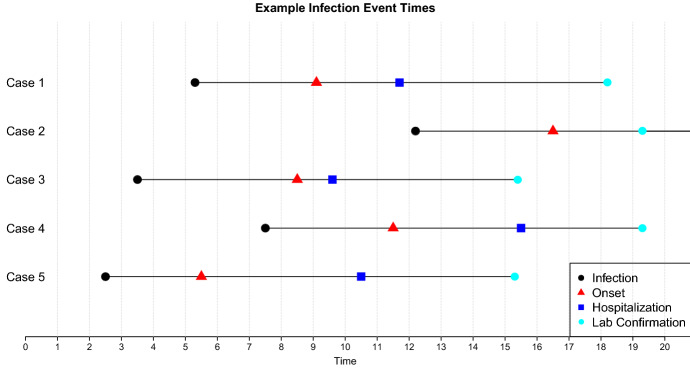 Example Infection Event Times
Case 1
Case 2
Case 3
Case 4
Case 5
Infection
Onset
Hospitalization
Lab Confirmation
0 1 2 3 4 5 6 7 8 9 10 11 12 13 14 15 16 17 18 19 20
Time